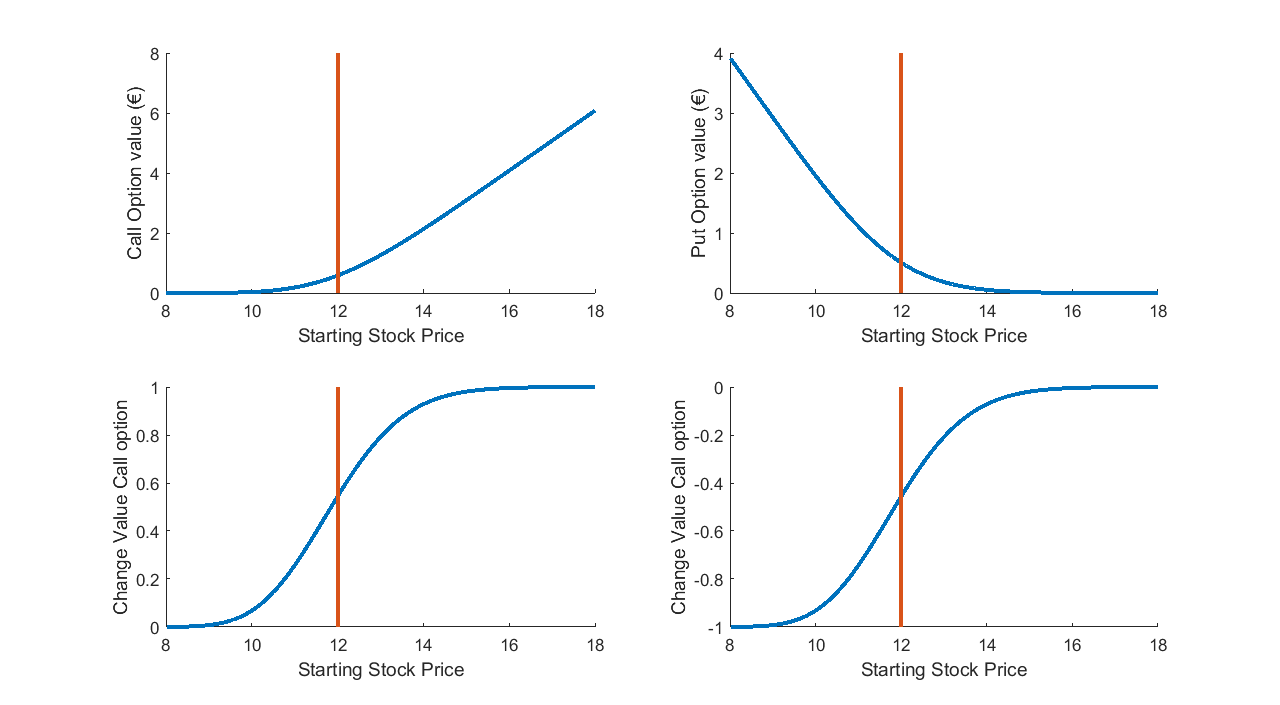 Call Option value (€)
8
6
4
2
0
8 10 12 14 16 18
Starting Stock Price
Put Option value (€)
4
3
2
1
0
8 10 12 14 16 18
Starting Stock Price
Change Value Call option
1
0.8
0.6
0.4
0.2
0
8 10 12 14 16 18
Starting Stock Price
Change Value Call option
0
-0.2
-0.4
-0.6
-0.8
-1
8 10 12 14 16 18
Starting Stock Price